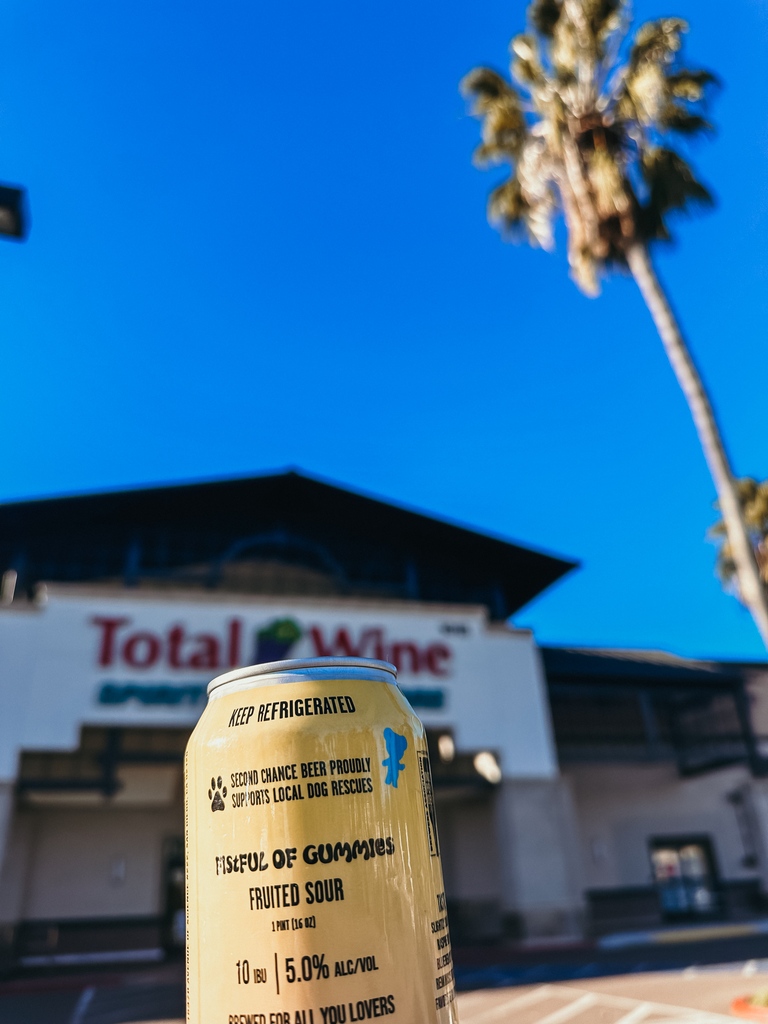 Total Wine
SPIRITS
KEEP REFRIGERATED
SECOND CHANCE BEER PROUDLY
SUPPORTS LOCAL DOG RESCUES
FISTFUL OF GUMMIES
FRUITED SOUR
1 PINT (16 OZ)
10 IBU | 5.0% ALC/VOL
BREWED FOR ALL YOU LOVERS